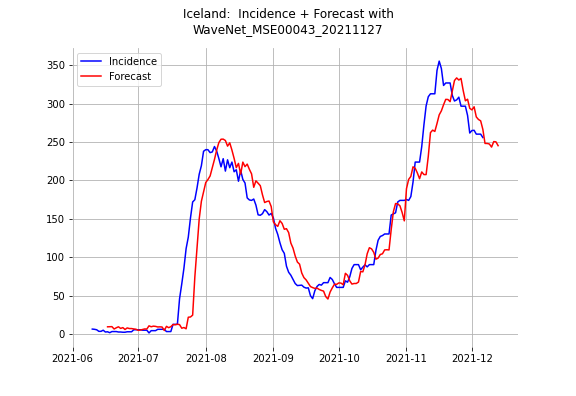 Iceland:  Incidence + Forecast with
WaveNet_MSE00043_20211127
Incidence
Forecast
350
300
250
200
150
100
50
0
2021-06 2021-07 2021-08 2021-09 2021-10 2021-11 2021-12